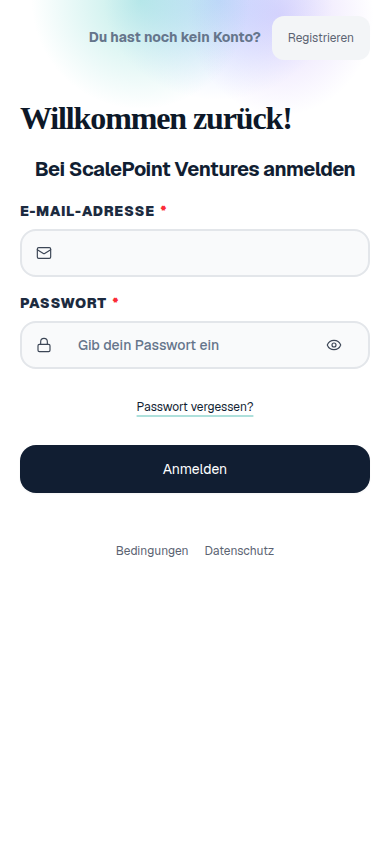 Du hast noch kein Konto? Registrieren
Willkommen zurück!
Bei ScalePoint Ventures anmelden
E-MAIL-ADRESSE *
PASSWORT *
Gib dein Passwort ein
Passwort vergessen?
Anmelden
Bedingungen Datenschutz